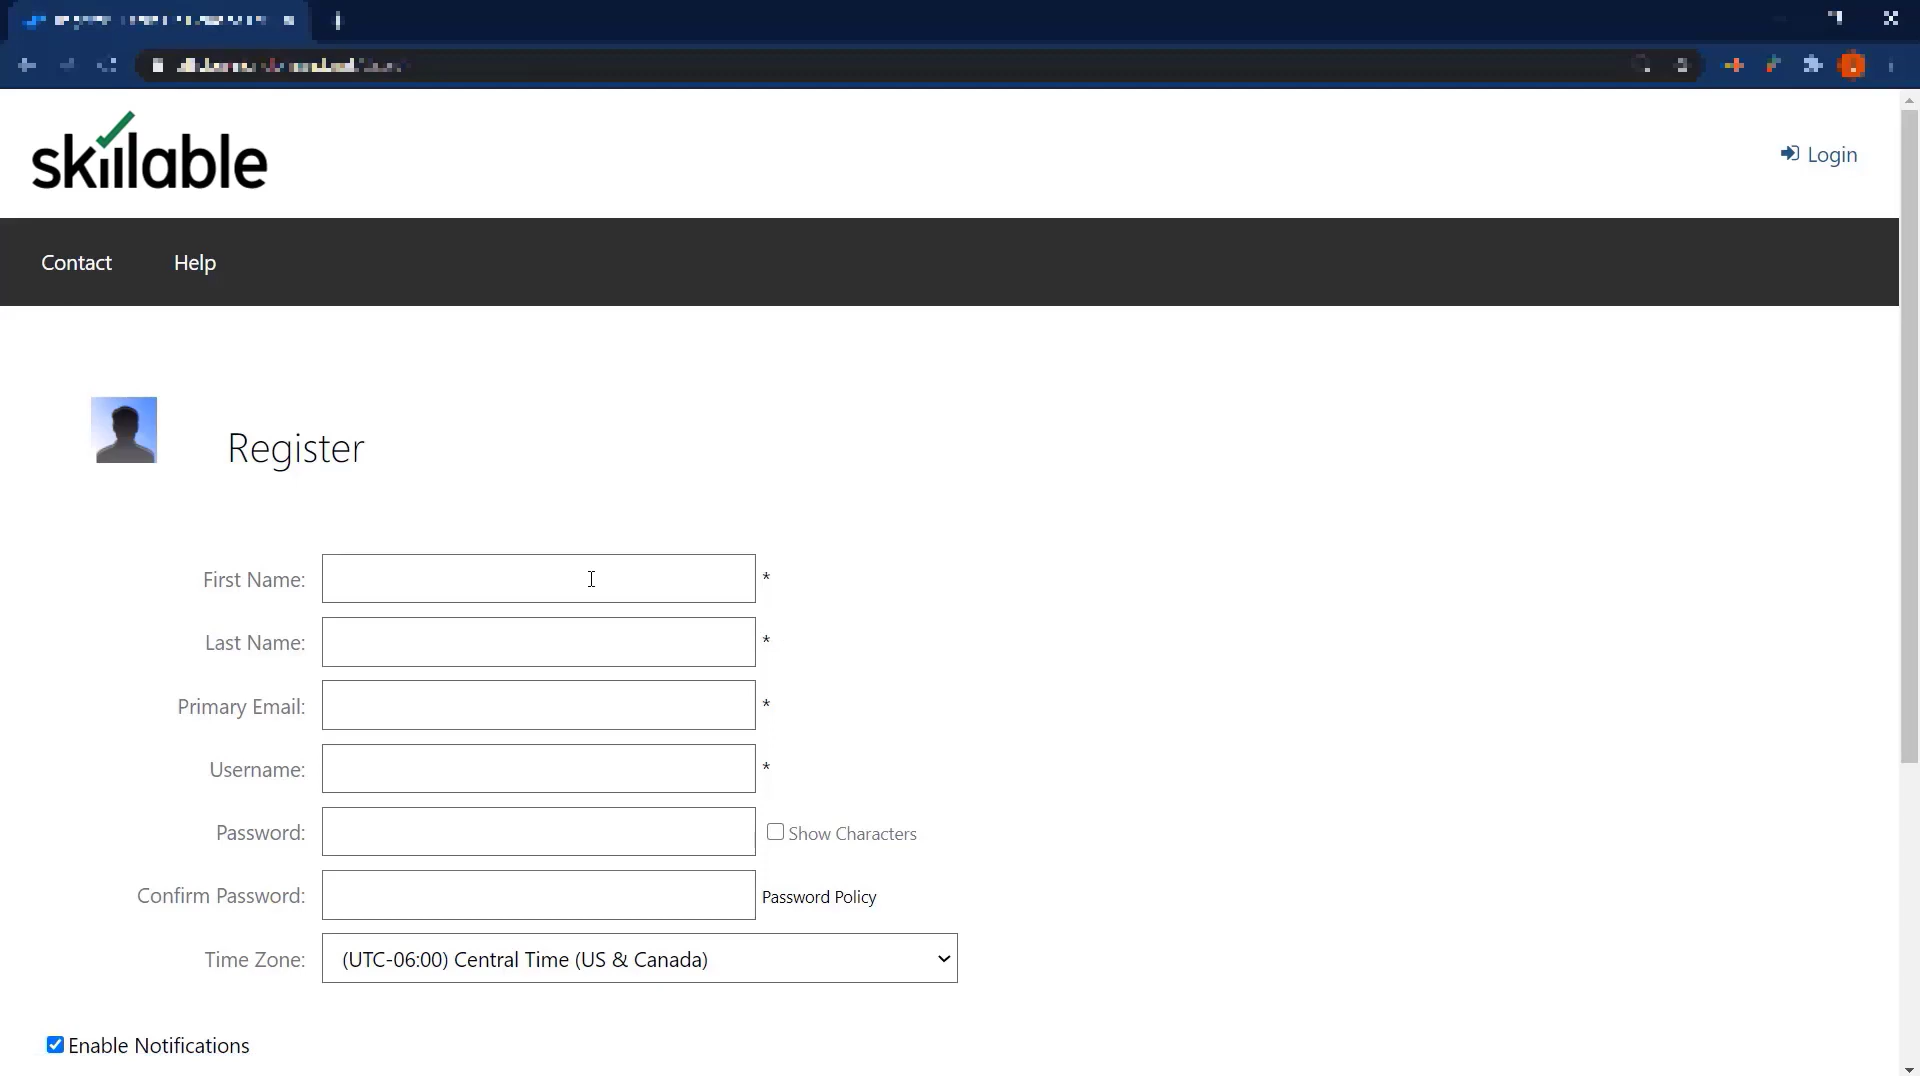 skillable
Login
Contact
Help
Register
First Name:
*
Last Name:
*
Primary Email:
*
Username:
*
Password:
Show Characters
Confirm Password:
Password Policy
Time Zone:
(UTC-06:00) Central Time (US & Canada)
Enable Notifications